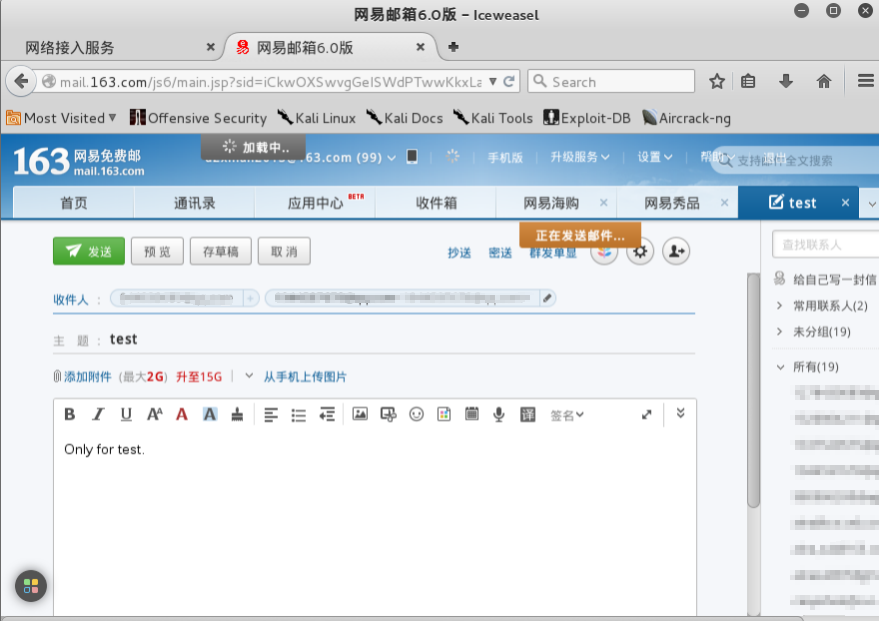 网易邮箱6.0版 - Iceweasel
网络接入服务 × 网易邮箱6.0版 ×
mail.163.com/js6/main.jsp?sid=iCkwOXSwvgGeISWdPTwwKkxLa Search
Most Visited Offensive Security Kali Linux Kali Docs Kali Tools Exploit-DB Aircrack-ng
163 网易免费邮
mail.163.com
加载中..
163.com (99) 手机版 升级服务 设置 帮助 退出
支持邮件全文搜索
首页 通讯录 应用中心 BETA 收件箱 网易海购 × 网易秀品 × test ×
正在发送邮件...
发送 预 览 存草稿 取 消 抄送 密送 群发单显
查找联系人
收件人：
给自己写一封信
常用联系人(2)
主 题： test
未分组(19)
添加附件 (最大2G) 升至15G 从手机上传图片
所有(19)
B I U AA A A 译 签名
Only for test.